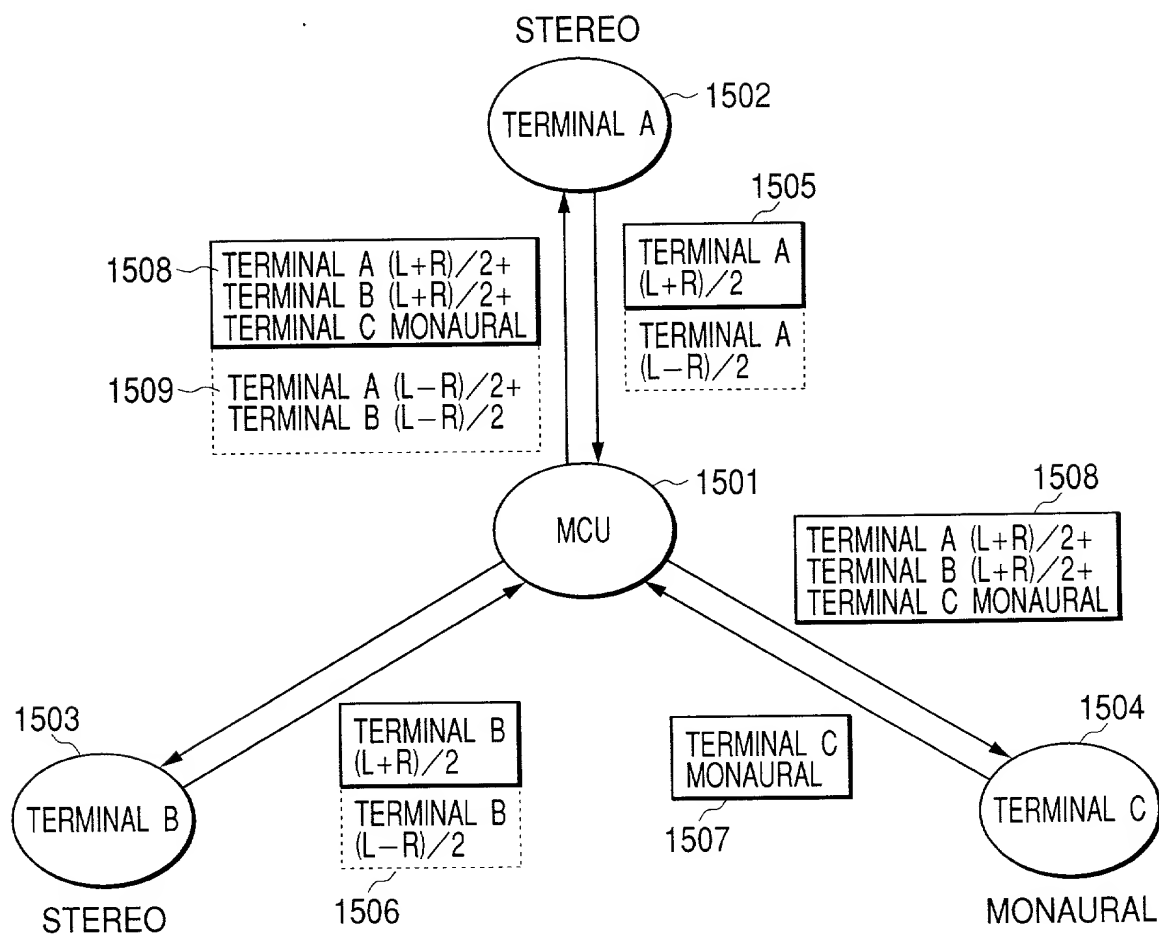 STEREO
TERMINAL A
1502
1505
TERMINAL A
(L+R)/2
TERMINAL A
(L−R)/2
1508
TERMINAL A (L+R)/2+
TERMINAL B (L+R)/2+
TERMINAL C MONAURAL
1509
TERMINAL A (L−R)/2+
TERMINAL B (L−R)/2
MCU
1501
1508
TERMINAL A (L+R)/2+
TERMINAL B (L+R)/2+
TERMINAL C MONAURAL
1503
TERMINAL B
STEREO
TERMINAL B
(L+R)/2
TERMINAL B
(L−R)/2
1506
TERMINAL C
MONAURAL
1507
1504
TERMINAL C
MONAURAL